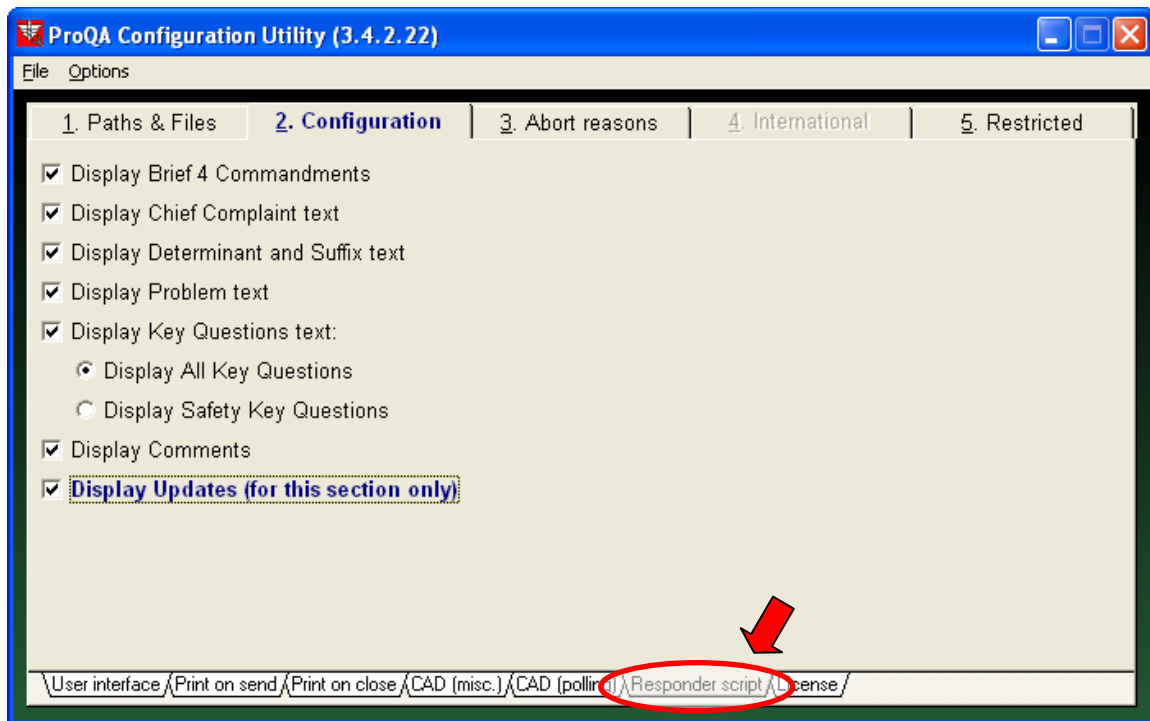 ProQA Configuration Utility (3.4.2.22)
File Options
1. Paths & Files 2. Configuration 3. Abort reasons 4. International 5. Restricted
Display Brief 4 Commandments
Display Chief Complaint text
Display Determinant and Suffix text
Display Problem text
Display Key Questions text:
Display All Key Questions
Display Safety Key Questions
Display Comments
Display Updates (for this section only)
User interface Print on send Print on close CAD (misc.) CAD (polling) Responder script License